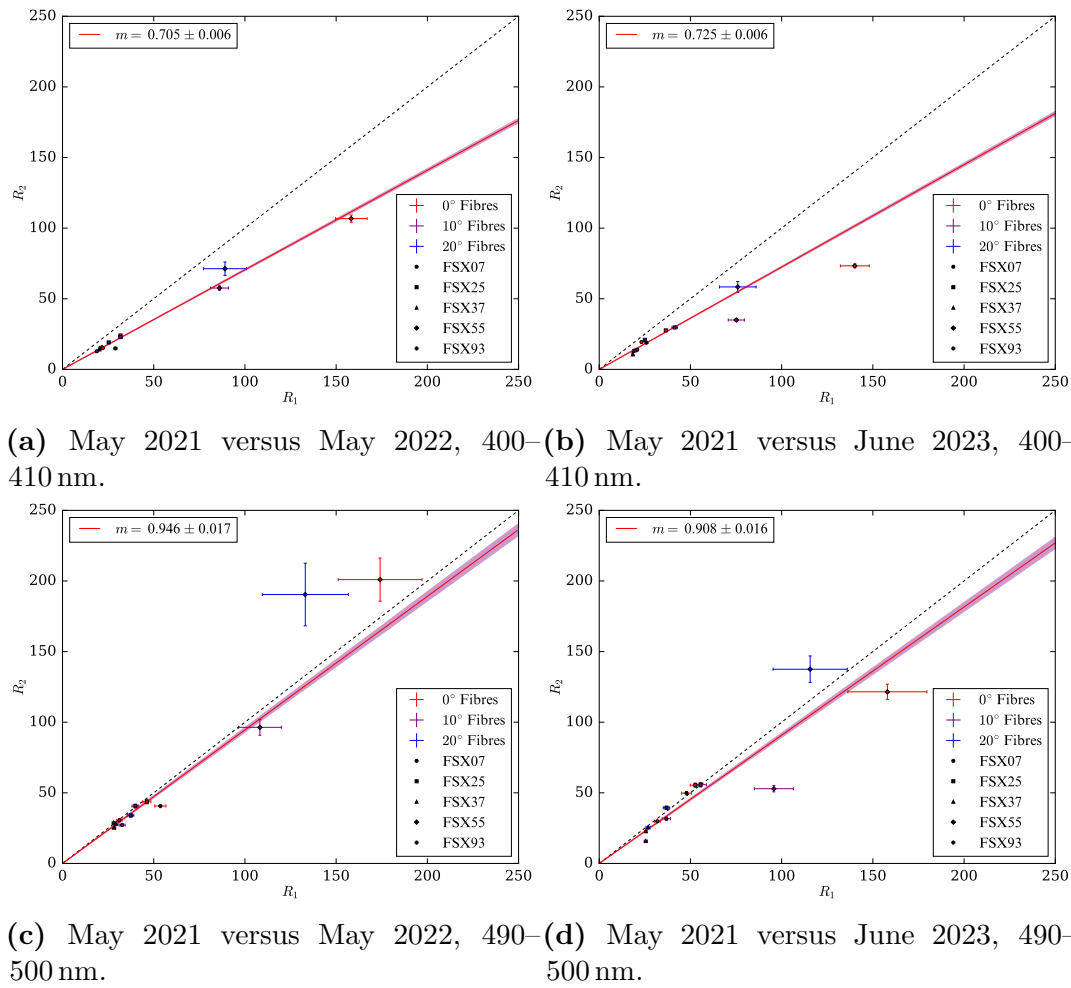 m = 0.705 ± 0.006
250
200
150
100
50
0
R₂
0° Fibres
10° Fibres
20° Fibres
FSX07
FSX25
FSX37
FSX55
FSX93
0 50 100 150 200 250
R₁
(a) May 2021 versus May 2022, 400–
410 nm.
m = 0.725 ± 0.006
250
200
150
100
50
0
R₂
0° Fibres
10° Fibres
20° Fibres
FSX07
FSX25
FSX37
FSX55
FSX93
0 50 100 150 200 250
R₁
(b) May 2021 versus June 2023, 400–
410 nm.
m = 0.946 ± 0.017
250
200
150
100
50
0
R₂
0° Fibres
10° Fibres
20° Fibres
FSX07
FSX25
FSX37
FSX55
FSX93
0 50 100 150 200 250
R₁
(c) May 2021 versus May 2022, 490–
500 nm.
m = 0.908 ± 0.016
250
200
150
100
50
0
R₂
0° Fibres
10° Fibres
20° Fibres
FSX07
FSX25
FSX37
FSX55
FSX93
0 50 100 150 200 250
R₁
(d) May 2021 versus June 2023, 490–
500 nm.